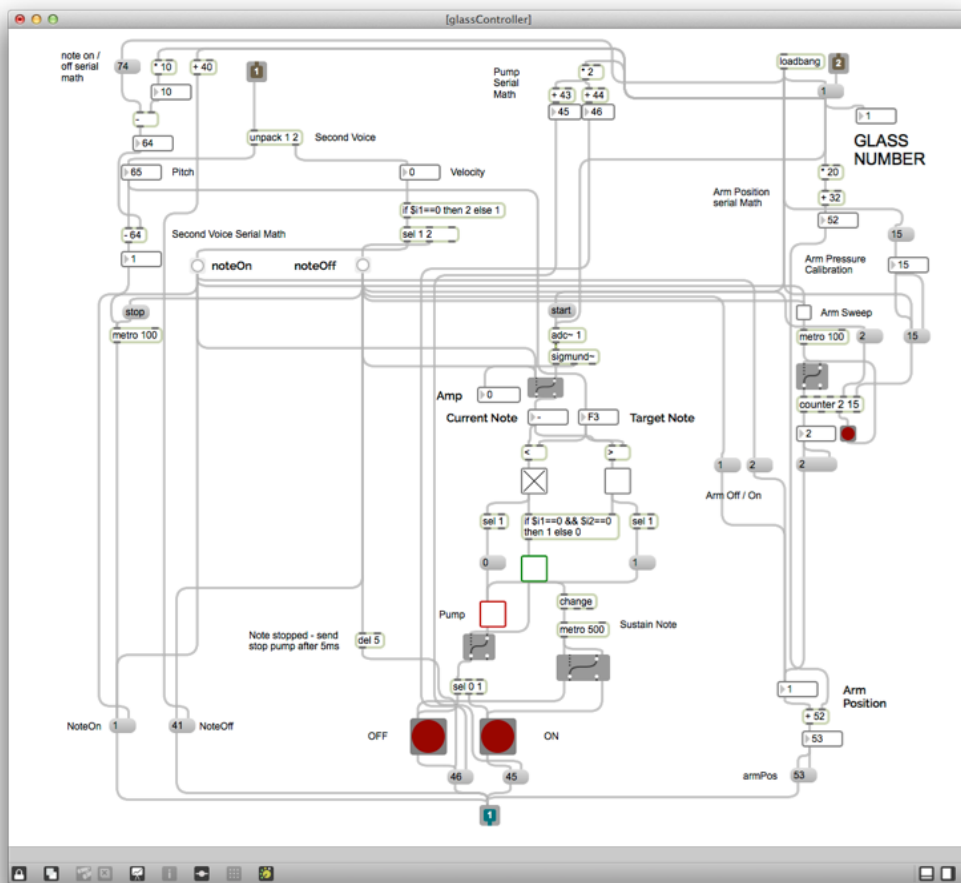 [glassController]
note on /
off serial
math
74
* 10
+ 40
1
10
-
64
unpack 1 2
Second Voice
65
Pitch
0
Velocity
if $i1==0 then 2 else 1
- 64
Second Voice Serial Math
sel 1 2
1
noteOn
noteOff
stop
metro 100
Pump
Serial
Math
* 2
+ 43
+ 44
45
46
loadbang
2
1
1
GLASS
NUMBER
* 20
Arm Position
serial Math
+ 32
52
15
Arm Pressure
Calibration
15
start
Arm Sweep
adc~ 1
metro 100
2
15
sigmund~
Amp
0
counter 2 15
Current Note
-
F3
Target Note
2
<
>
1
2
2
Arm Off / On
sel 1
if $i1==0 && $i2==0
then 1 else 0
sel 1
0
1
change
Pump
metro 500
Sustain Note
Note stopped - send
stop pump after 5ms
del 5
sel 0 1
1
Arm
Position
NoteOn
1
41
NoteOff
OFF
ON
+ 52
53
46
45
armPos
53
1